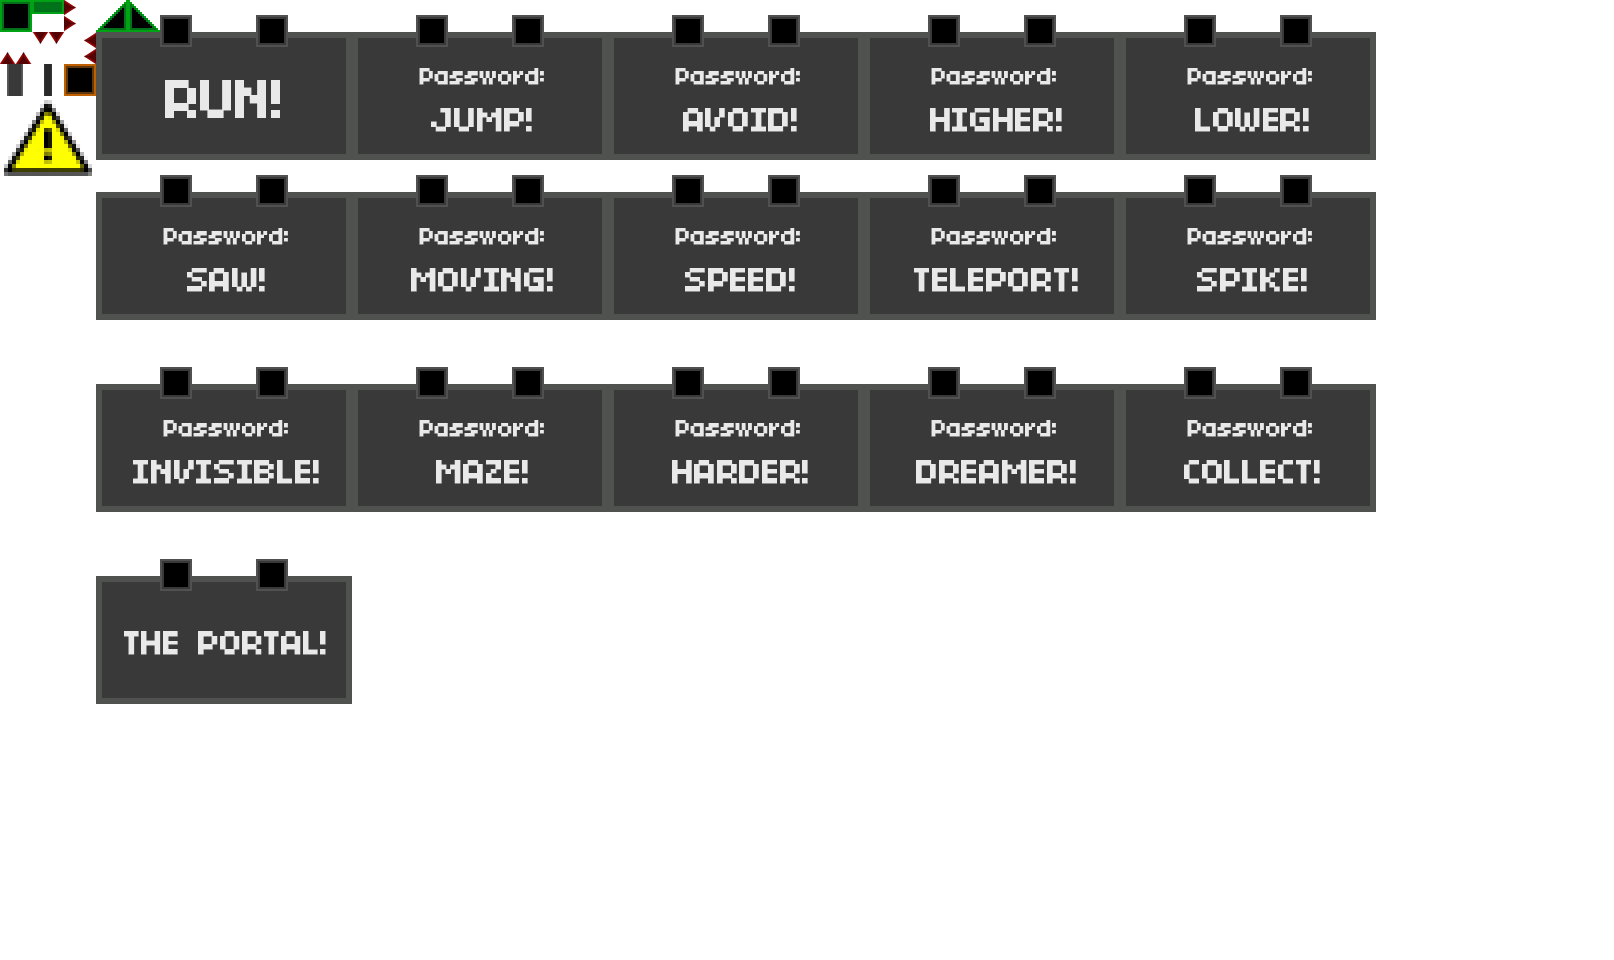 RUN!
Password:
JUMP!
Password:
AVOID!
Password:
HIGHER!
Password:
LOWER!
Password:
SAW!
Password:
MOVING!
Password:
SPEED!
Password:
TELEPORT!
Password:
SPIKE!
Password:
INVISIBLE!
Password:
MAZE!
Password:
HARDER!
Password:
DREAMER!
Password:
COLLECT!
THE PORTAL!